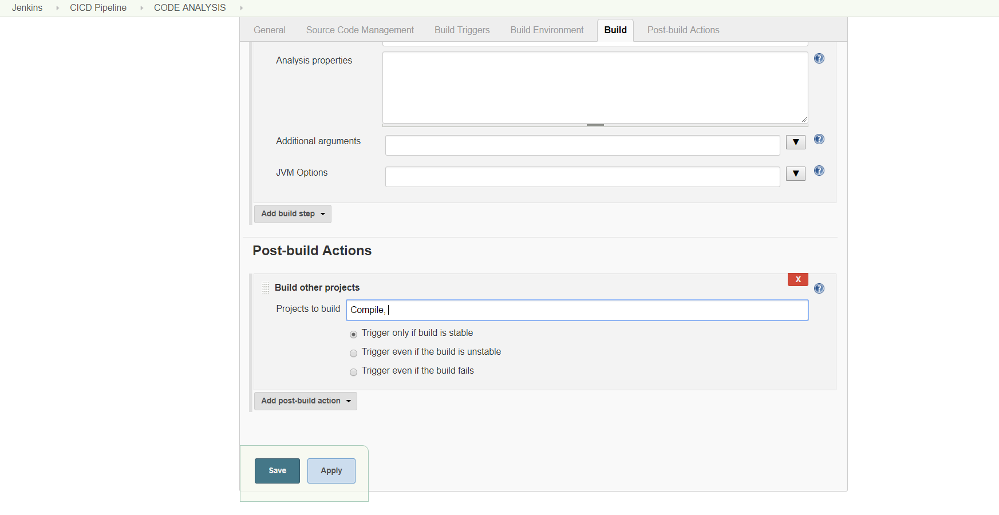 Jenkins CICD Pipeline CODE ANALYSIS
General Source Code Management Build Triggers Build Environment Build Post-build Actions
Analysis properties
Additional arguments
JVM Options
Add build step
Post-build Actions
X
Build other projects
Projects to build Compile,
Trigger only if build is stable
Trigger even if the build is unstable
Trigger even if the build fails
Add post-build action
Save Apply